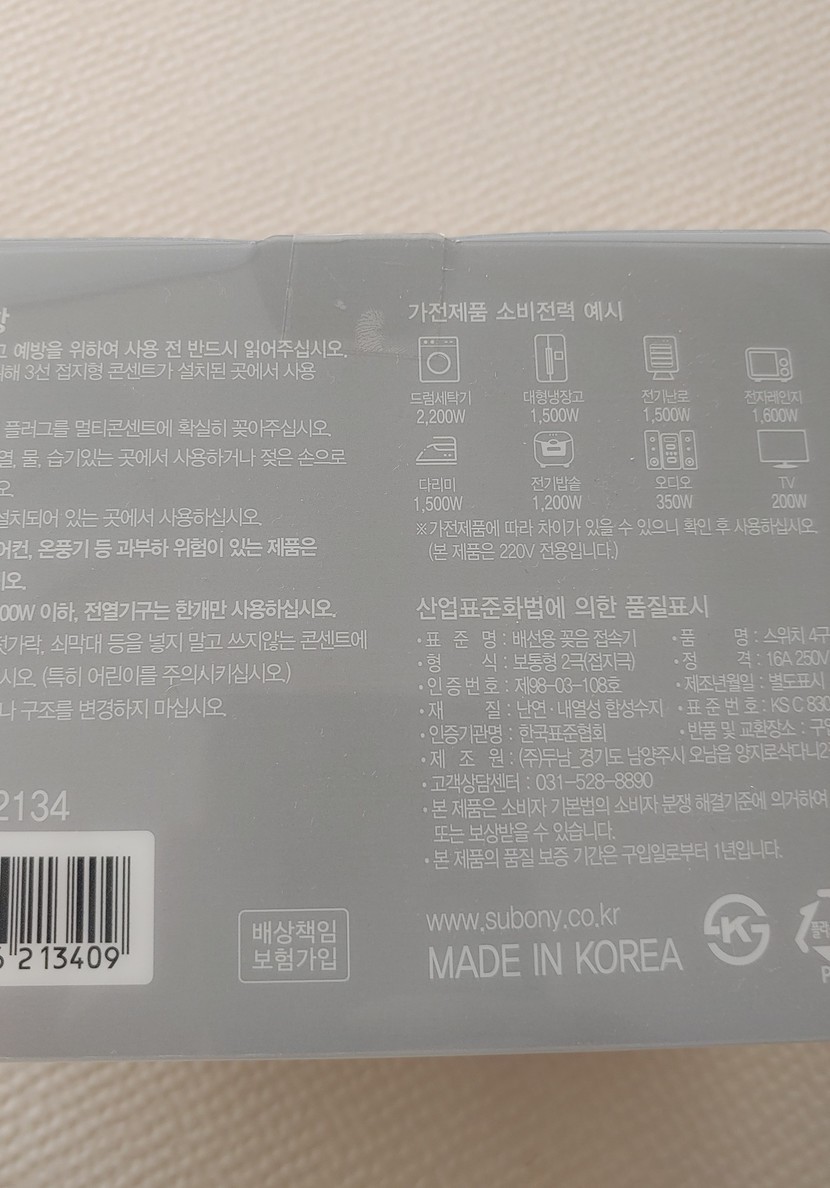 예방을 위하여 사용 전 반드시 읽어주십시오.
3선 접지형 콘센트가 설치된 곳에서 사용
플러그를 멀티콘센트에 확실히 꽂아주십시오.
열, 물, 습기있는 곳에서 사용하거나 젖은 손으로
오.
설치되어 있는 곳에서 사용하십시오.
온풍기 등 과부하 위험이 있는 제품은
오.
00W 이하, 전열기구는 한개만 사용하십시오.
쇠막대 등을 넣지 말고 쓰지않는 콘센트에
시오. (특히 어린이를 주의시키십시오.)
나 구조를 변경하지 마십시오.
2134
213409
배상책임
보험가입
가전제품 소비전력 예시
드럼세탁기 대형냉장고 전기난로 전자레인지
2,200W 1,500W 1,500W 1,600W
다리미 전기밥솥 오디오 TV
1,500W 1,200W 350W 200W
※가전제품에 따라 차이가 있을 수 있으니 확인 후 사용하십시오.
(본 제품은 220V 전용입니다.)
산업표준화법에 의한 품질표시
•표 준 명 : 배선용 꽂음 접속기 •품 명 : 스위치 4구
•형 식 : 보통형 2극(접지극) •정 격 : 16A 250V
•인증번호 : 제98-03-108호 •제조년월일 : 별도표시
•재 질 : 난연·내열성 합성수지 •표준번호 : KS C 830
•인증기관명 : 한국표준협회 •반품 및 교환장소 : 구
•제 조 원 : (주)두남_경기도 남양주시 오남읍 양지로삭다니2
•고객상담센터 : 031-528-8890
•본 제품은 소비자 기본법의 소비자 분쟁 해결기준에 의거하여
또는 보상받을 수 있습니다.
•본 제품의 품질 보증 기간은 구입일로부터 1년입니다.
www.subony.co.kr
MADE IN KOREA